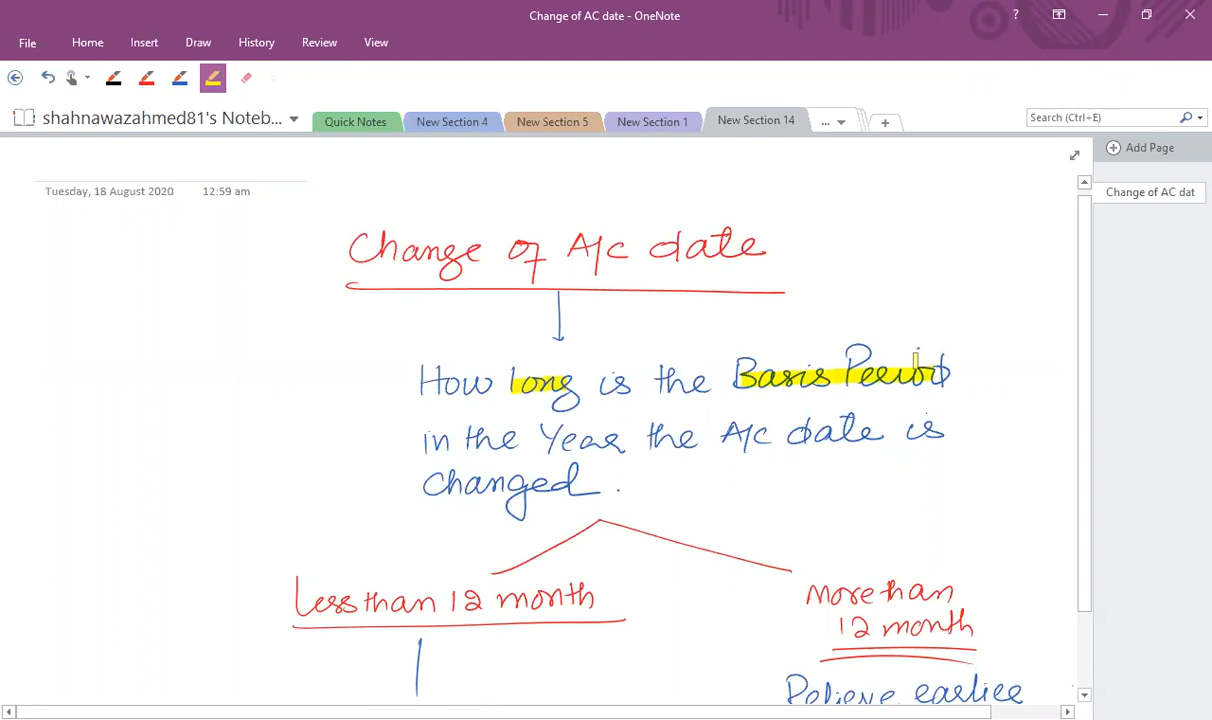 Change of AC date - OneNote
?
File Home Insert Draw History Review View
shahnawazahmed81's Noteb...
Quick Notes
New Section 4
New Section 5
New Section 1
New Section 14
...
Search (Ctrl+E)
Add Page
Change of AC dat
Tuesday, 18 August 2020 12:59 am
Change of A/c date
How long is the Basis Period
in the Year the A/c date is
changed.
Less than 12 month
more than
12 month
Relieve earlier